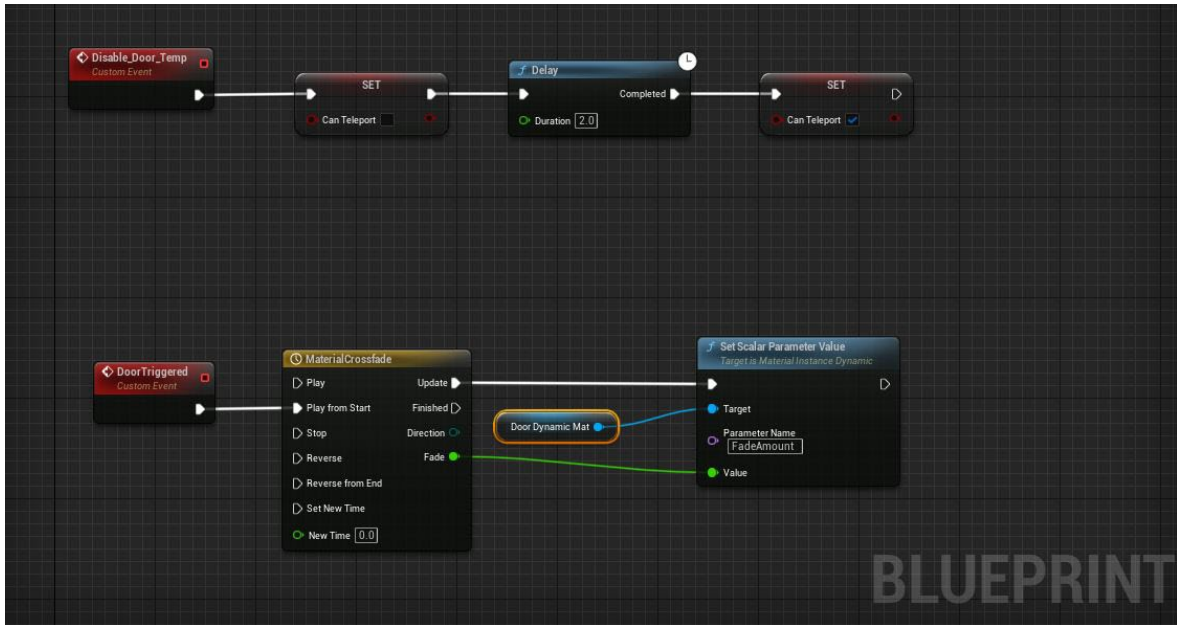 Disable_Door_Temp
Custom Event
SET
Can Teleport
Delay
Completed
Duration 2.0
SET
Can Teleport
DoorTriggered
Custom Event
MaterialCrossfade
Play
Update
Play from Start
Finished
Stop
Direction
Reverse
Fade
Reverse from End
Set New Time
New Time 0.0
Door Dynamic Mat
f Set Scalar Parameter Value
Target is Material Instance Dynamic
Target
Parameter Name
FadeAmount
Value
BLUEPRINT